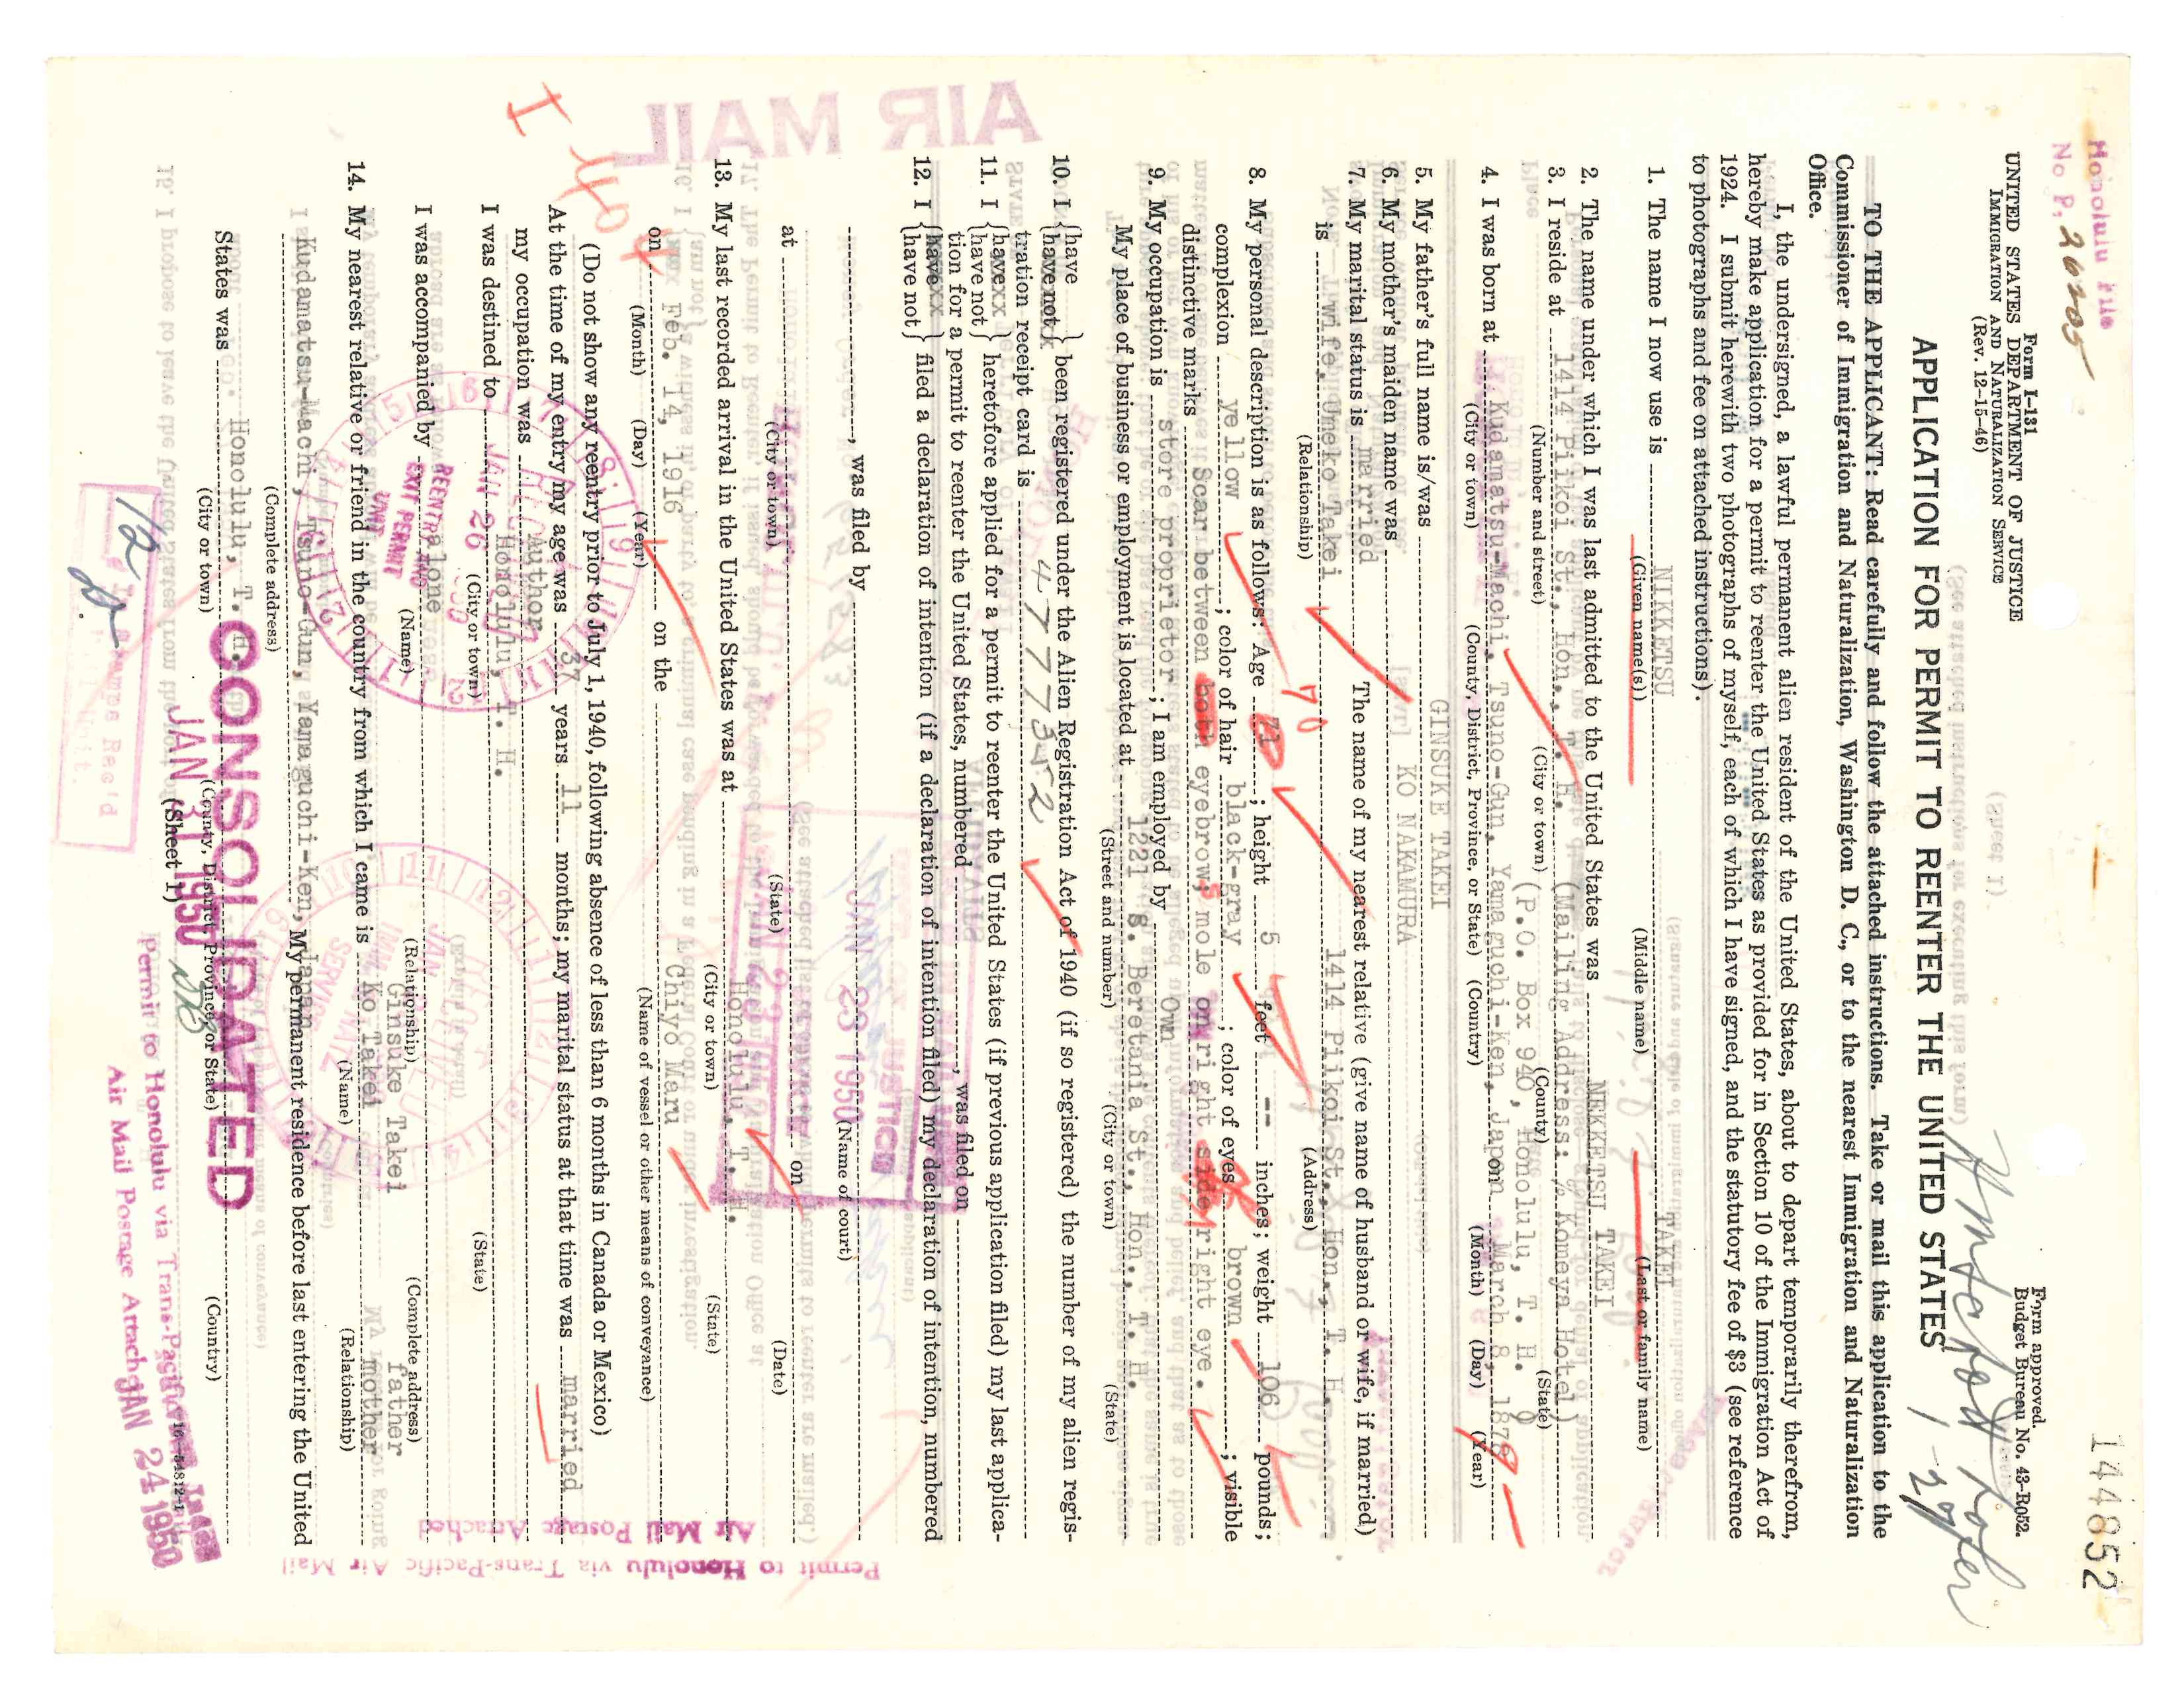 Honolulu File
No P. 26205
144852
Form I-131
UNITED STATES DEPARTMENT OF JUSTICE
IMMIGRATION AND NATURALIZATION SERVICE
(Rev. 12-15-46)
Form approved.
Budget Bureau No. 43-R052.
1-27
APPLICATION FOR PERMIT TO REENTER THE UNITED STATES
TO THE APPLICANT: Read carefully and follow the attached instructions. Take or mail this application to the
Commissioner of Immigration and Naturalization, Washington D. C., or to the nearest Immigration and Naturalization
Office.
I, the undersigned, a lawful permanent alien resident of the United States, about to depart temporarily therefrom,
hereby make application for a permit to reenter the United States as provided for in Section 10 of the Immigration Act of
1924. I submit herewith two photographs of myself, each of which I have signed, and the statutory fee of $3 (see reference
to photographs and fee on attached instructions).
1. The name I now use is NIKKETSU TAKEI
(Given name(s)) (Middle name) (Last or family name)
2. The name under which I was last admitted to the United States was NEKKETSU TAKEI
3. I reside at 1414 Piikoi St., Hon., T. H. (Mailing Address: % Komeya Hotel)
(Number and street) (City or town) (County) (State)
(P.O. Box 940, Honolulu, T. H.
4. I was born at Kudamatsu-Machi, Tsuno-Gun, Yamaguchi-Ken, Japan on March 8, 1879
(City or town) (County, District, Province, or State) (Country) (Month) (Day) (Year)
5. My father's full name is/was GINSUKE TAKEI
6. My mother's maiden name was KO NAKAMURA
7. My marital status is married The name of my nearest relative (give name of husband or wife, if married)
is wife, Umeko Takei 1414 Piikoi St., Hon., T. H.
(Relationship) (Address)
70
8. My personal description is as follows: Age 71; height 5 feet -- inches; weight 106 pounds;
complexion yellow; color of hair black-gray; color of eyes brown; visible
distinctive marks Scar between both eyebrows; mole on right side right eye.
9. My occupation is store proprietor; I am employed by Own
My place of business or employment is located at 1221 S. Beretania St., Hon., T. H.
(Street and number) (City or town) (State)
10. I {have {have not} been registered under the Alien Registration Act of 1940 (if so registered) the number of my alien regis-
tration receipt card is 4777352
11. I {have {have not} heretofore applied for a permit to reenter the United States (if previous application filed) my last applica-
tion for a permit to reenter the United States, numbered , was filed on
12. I {have {have not} filed a declaration of intention (if a declaration of intention filed) my declaration of intention, numbered
, was filed by
(Name of court)
JUSTICE
JAN 23 1950
at on
(City or town) (State) (Date)
13. My last recorded arrival in the United States was at Honolulu, T. H.
(City or town) (State)
on Feb. 14, 1916 on the Chiyo Maru
(Month) (Day) (Year) (Name of vessel or other means of conveyance)
I 404
(Do not show any reentry prior to July 1, 1940, following absence of less than 6 months in Canada or Mexico)
At the time of my entry my age was 37 years 11 months; my marital status at that time was married
my occupation was Author
I was destined to Honolulu, T. H.
(City or town) (State)
RECEIVED
JAN 26 1950
REENTRY AND
EXIT PERMIT
UNIT
I was accompanied by alone
(Name) (Relationship) (Complete address)
Ginsuke Takei father
14. My nearest relative or friend in the country from which I came is Ko Takei mother
(Name) (Relationship)
Kudamatsu-Machi, Tsuno-Gun, Yamaguchi-Ken, Japan My permanent residence before last entering the United
(Complete address)
States was Honolulu, T. H.
(City or town) (County, District, Province, or State) (Country)
CONSOLIDATED
JAN 31 1950
(Sheet 1)
16-54812-1
Permit to Honolulu via Trans-Pacific
Air Mail Postage Attached
JAN 24 1950
12
Permit to Honolulu via Trans-Pacific Air Mail
Air Mail Postage Attached
AIR MAIL